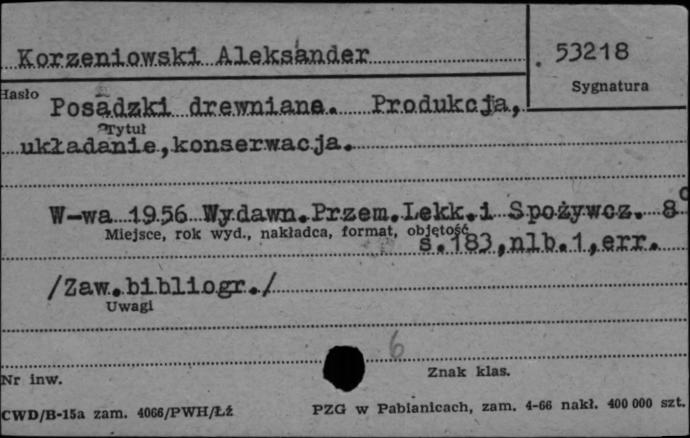 Korzeniowski Aleksander
53218
Hasło
Sygnatura
Posadzki drewniane. Produkcja,
Tytuł
układanie, konserwacja.
W-wa 1956 Wydawn.Przem.Lekk.i Spożywcz. 8°
Miejsce, rok wyd., nakładca, format, objętość
s.183,nlb.1,err.
/Zaw.bibliogr./
Uwagi
6
Nr inw.
Znak klas.
CWD/B-15a zam. 4066/PWH/Łź
PZG w Pabianicach, zam. 4-66 nakł. 400 000 szt.